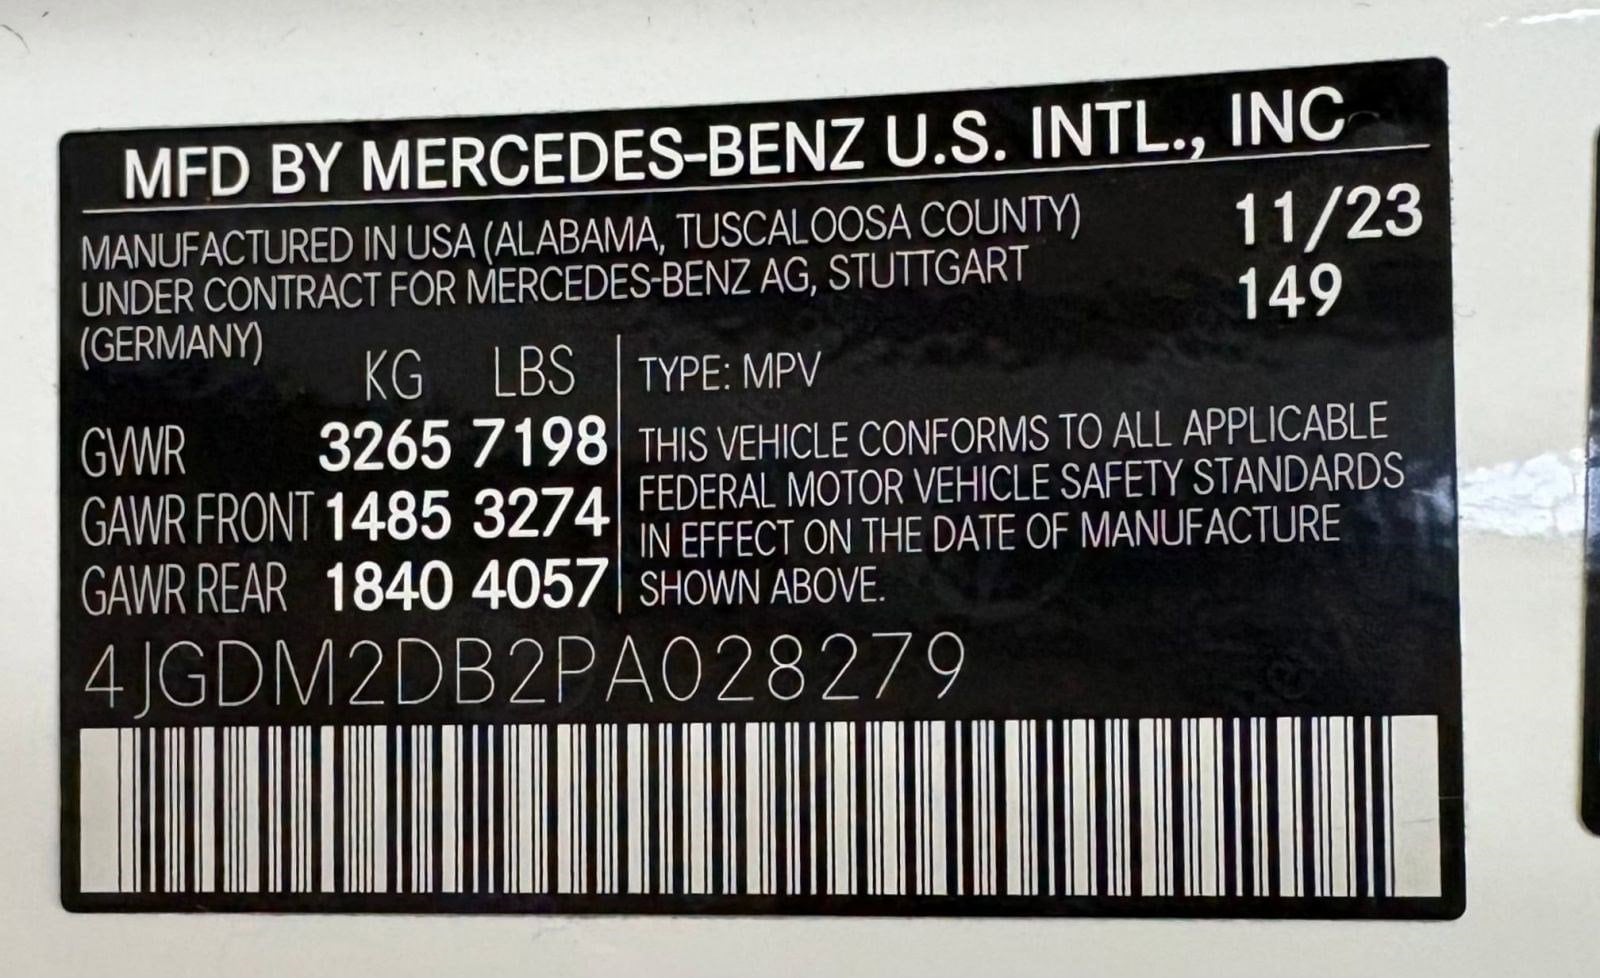 MFD BY MERCEDES-BENZ U.S. INTL., INC
MANUFACTURED IN USA (ALABAMA, TUSCALOOSA COUNTY) 11/23
UNDER CONTRACT FOR MERCEDES-BENZ AG, STUTTGART 149
(GERMANY)
KG LBS
GVWR 3265 7198
GAWR FRONT 1485 3274
GAWR REAR 1840 4057
TYPE: MPV
THIS VEHICLE CONFORMS TO ALL APPLICABLE
FEDERAL MOTOR VEHICLE SAFETY STANDARDS
IN EFFECT ON THE DATE OF MANUFACTURE
SHOWN ABOVE.
4JGDM2DB2PA028279